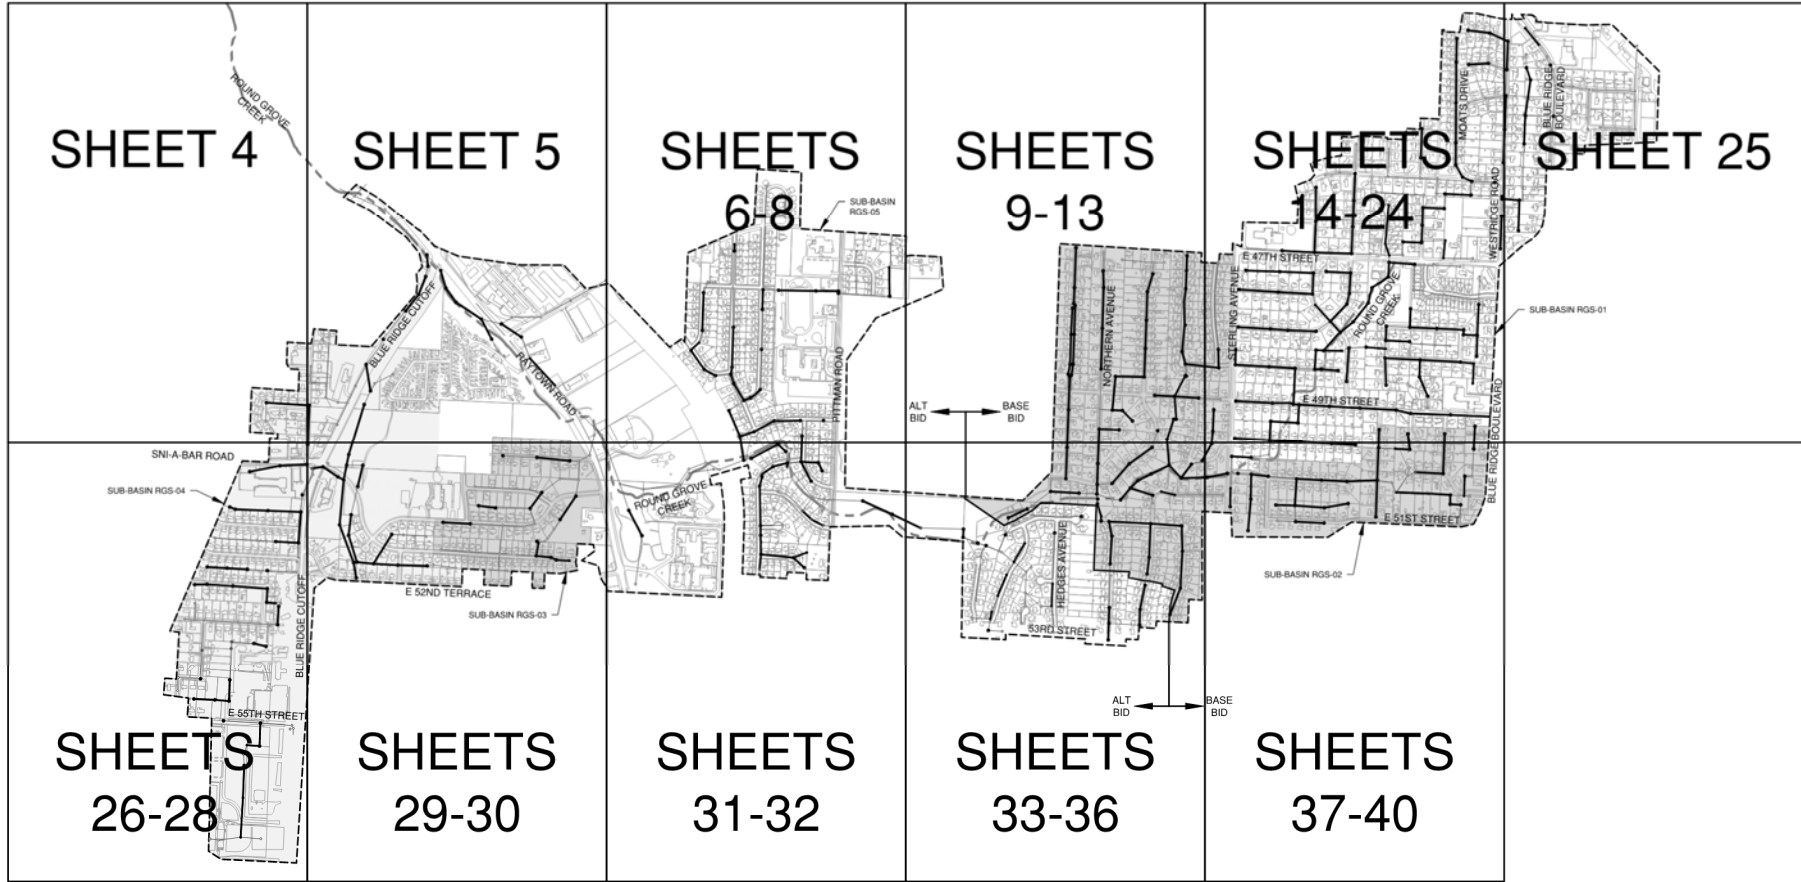 SHEET 4
SHEET 5
SHEETS
6-8
SHEETS
9-13
SHEETS
14-24
SHEET 25
ROUND GROVE
CREEK
MOATS DRIVE
BLUE RIDGE
BOULEVARD
SUB-BASIN
RGS-05
WESTRIDGE ROAD
E 47TH STREET
STERLING AVENUE
NORTHERN AVENUE
ROUND GROVE
CREEK
SUB-BASIN RGS-01
BLUE RIDGE CUTOFF
RAYTOWN ROAD
PITTMAN ROAD
ALT
BID
BASE
BID
E 49TH STREET
BLUE RIDGE BOULEVARD
SNI-A-BAR ROAD
SUB-BASIN RGS-04
ROUND GROVE
CREEK
E 51ST STREET
HEDGES AVENUE
SUB-BASIN RGS-02
E 52ND TERRACE
SUB-BASIN RGS-03
BLUE RIDGE CUTOFF
53RD STREET
ALT
BID
BASE
BID
E 55TH STREET
SHEETS
26-28
SHEETS
29-30
SHEETS
31-32
SHEETS
33-36
SHEETS
37-40